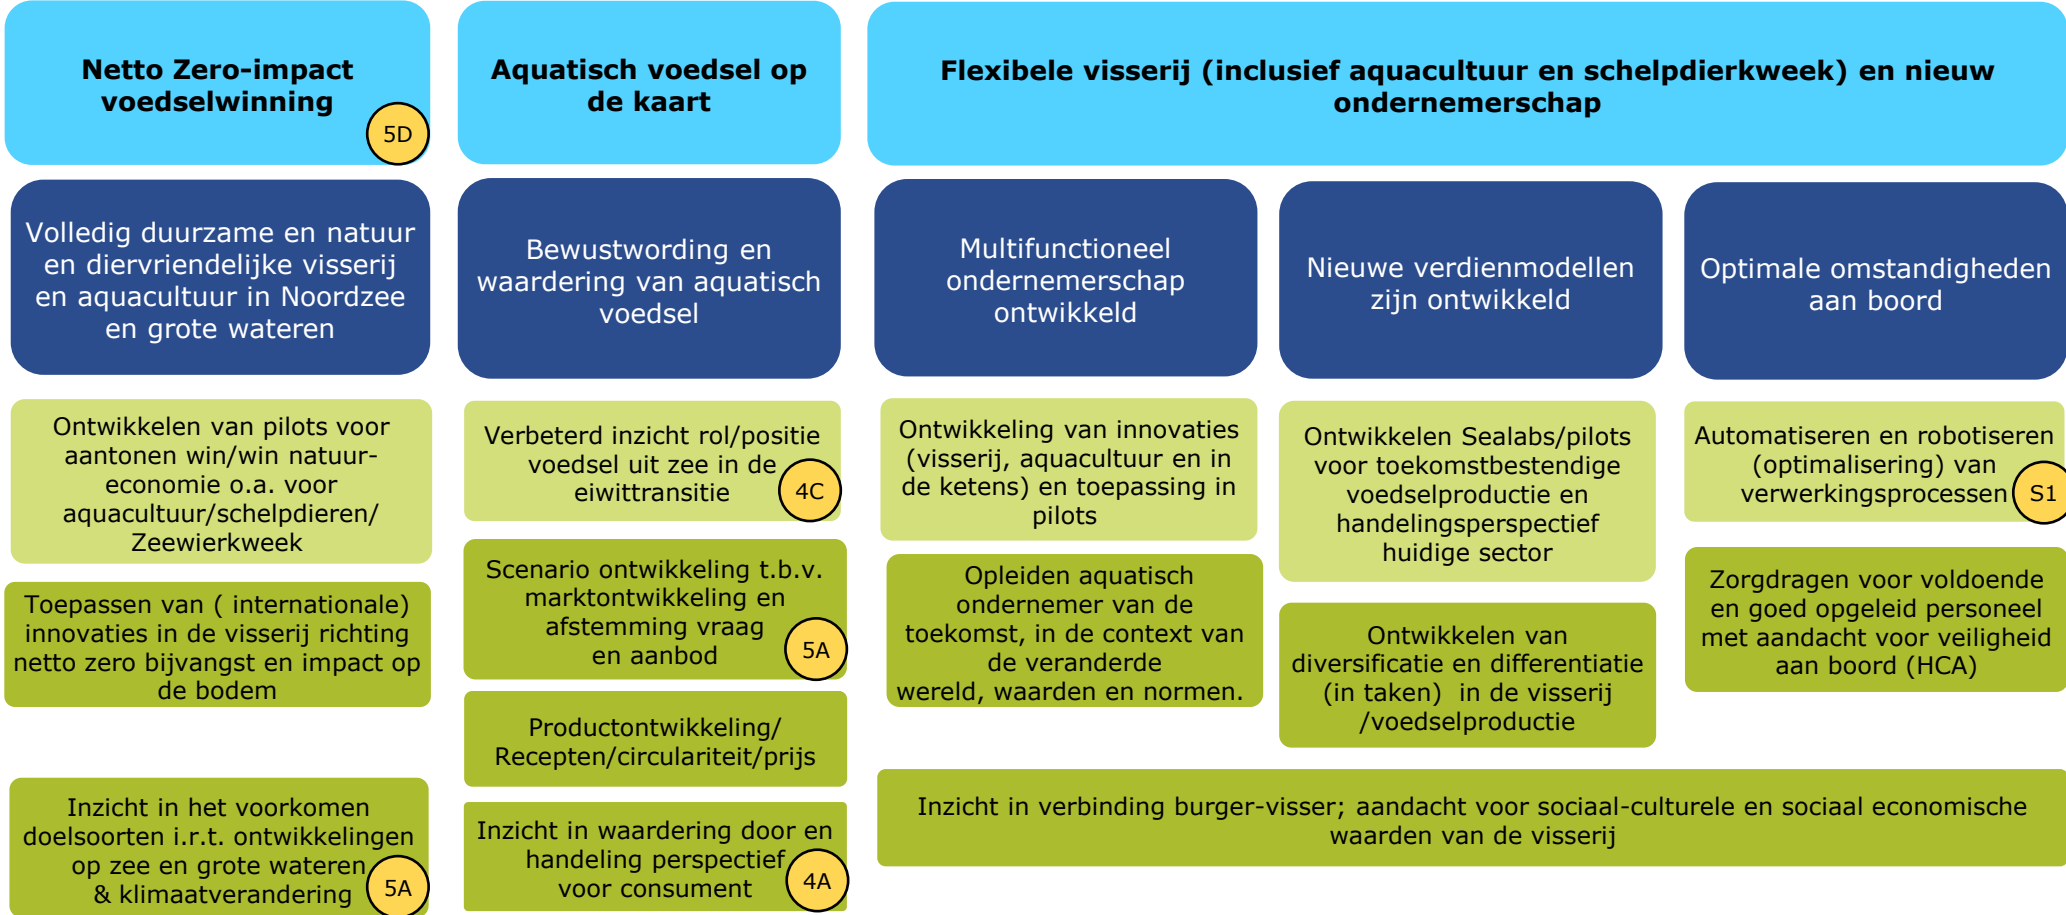 Netto Zero-impact
voedselwinning
5D
Aquatisch voedsel op
de kaart
Flexibele visserij (inclusief aquacultuur en schelpdierkweek) en nieuw
ondernemerschap
Volledig duurzame en natuur
en diervriendelijke visserij
en aquacultuur in Noordzee
en grote wateren
Bewustwording en
waardering van aquatisch
voedsel
Multifunctioneel
ondernemerschap
ontwikkeld
Nieuwe verdienmodellen
zijn ontwikkeld
Optimale omstandigheden
aan boord
Ontwikkelen van pilots voor
aantonen win/win natuur-
economie o.a. voor
aquacultuur/schelpdieren/
Zeewierkweek
Toepassen van ( internationale)
innovaties in de visserij richting
netto zero bijvangst en impact op
de bodem
Inzicht in het voorkomen
doelsoorten i.r.t. ontwikkelingen
op zee en grote wateren
& klimaatverandering
5A
Verbeterd inzicht rol/positie
voedsel uit zee in de
eiwittransitie
4C
Scenario ontwikkeling t.b.v.
marktontwikkeling en
afstemming vraag
en aanbod
5A
Productontwikkeling/
Recepten/circulariteit/prijs
Inzicht in waardering door en
handeling perspectief
voor consument
4A
Ontwikkeling van innovaties
(visserij, aquacultuur en in
de ketens) en toepassing in
pilots
Opleiden aquatisch
ondernemer van de
toekomst, in de context van
de veranderde
wereld, waarden en normen.
Ontwikkelen Sealabs/pilots
voor toekomstbestendige
voedselproductie en
handelingsperspectief
huidige sector
Ontwikkelen van
diversificatie en differentiatie
(in taken) in de visserij
/voedselproductie
Automatiseren en robotiseren
(optimalisering) van
verwerkingsprocessen
S1
Zorgdragen voor voldoende
en goed opgeleid personeel
met aandacht voor veiligheid
aan boord (HCA)
Inzicht in verbinding burger-visser; aandacht voor sociaal-culturele en sociaal economische
waarden van de visserij